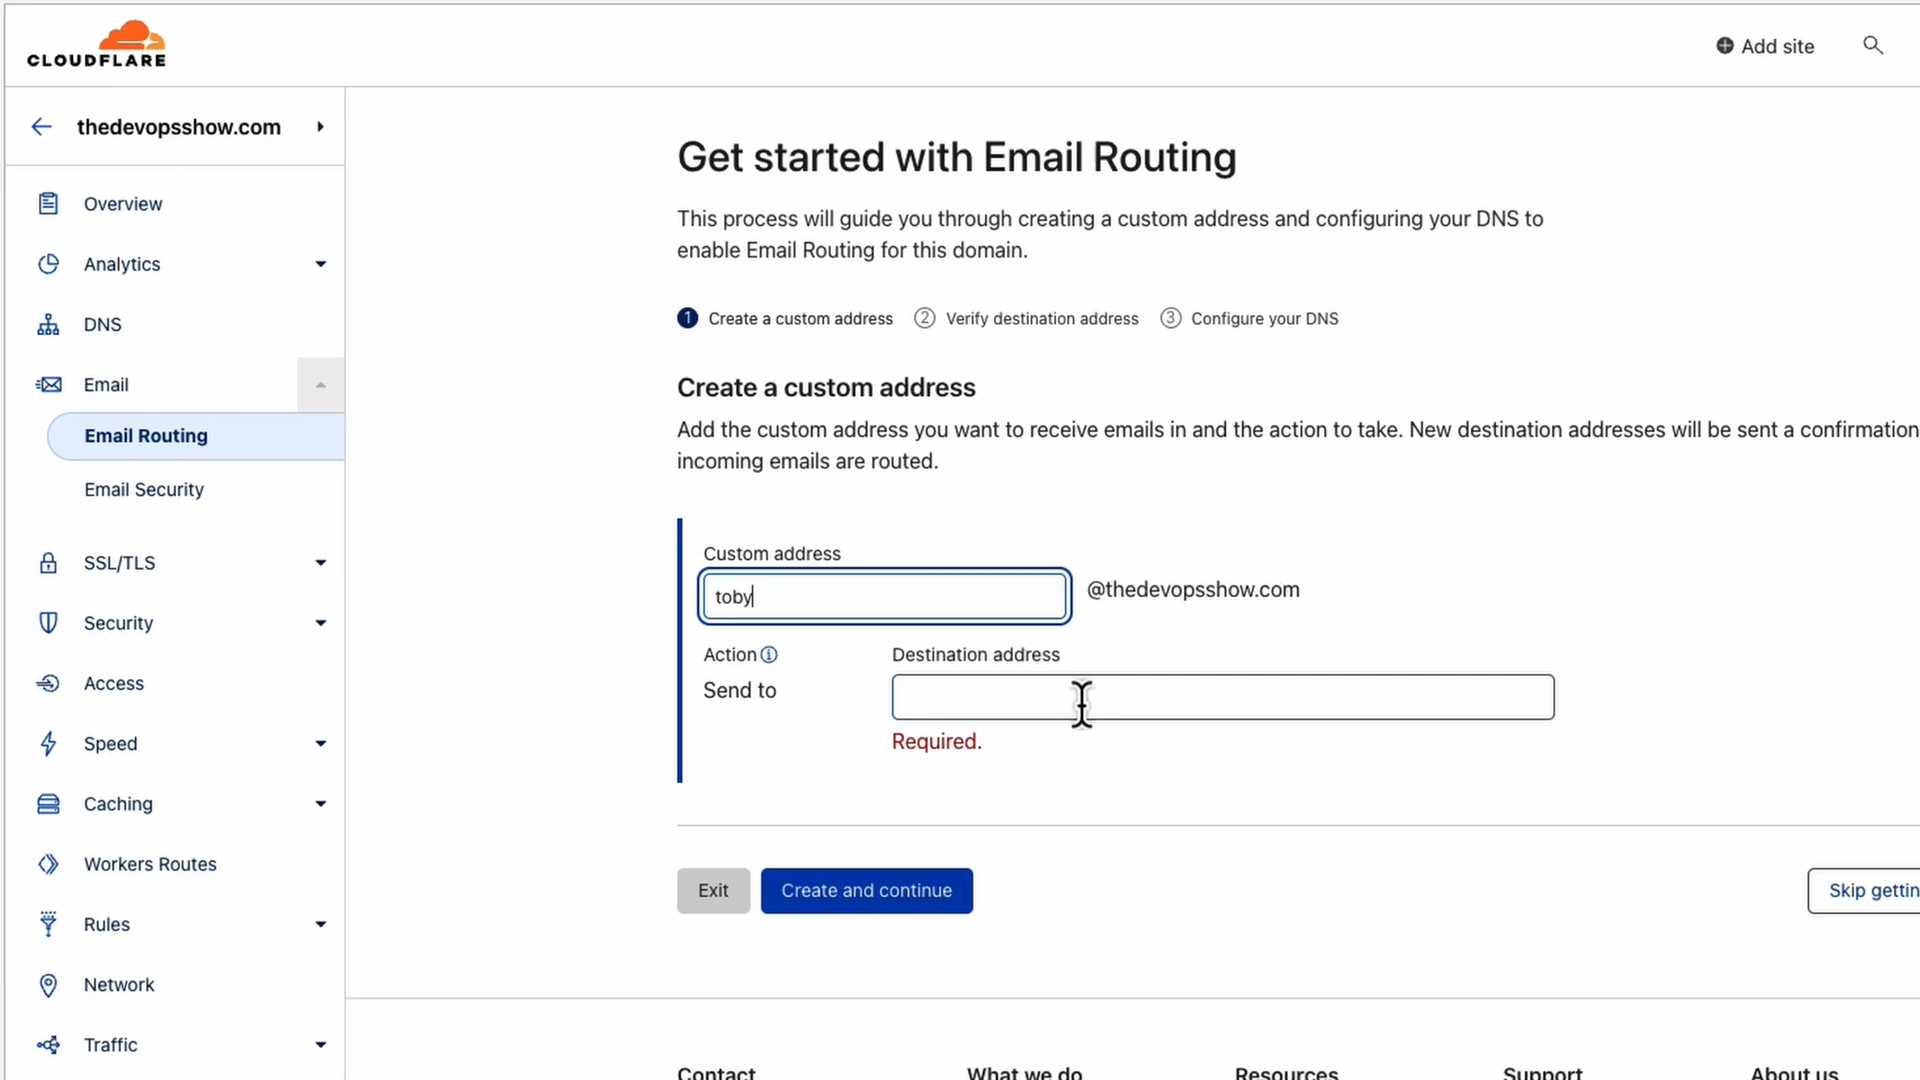 CLOUDFLARE
Add site
thedevopsshow.com
Overview
Analytics
DNS
Email
Email Routing
Email Security
SSL/TLS
Security
Access
Speed
Caching
Workers Routes
Rules
Network
Traffic
Get started with Email Routing
This process will guide you through creating a custom address and configuring your DNS to
enable Email Routing for this domain.
1 Create a custom address 2 Verify destination address 3 Configure your DNS
Create a custom address
Add the custom address you want to receive emails in and the action to take. New destination addresses will be sent a confirmation
incoming emails are routed.
Custom address
toby @thedevopsshow.com
Action Destination address
Send to
Required.
Exit Create and continue Skip gettin
Contact What we do Resources Support About us